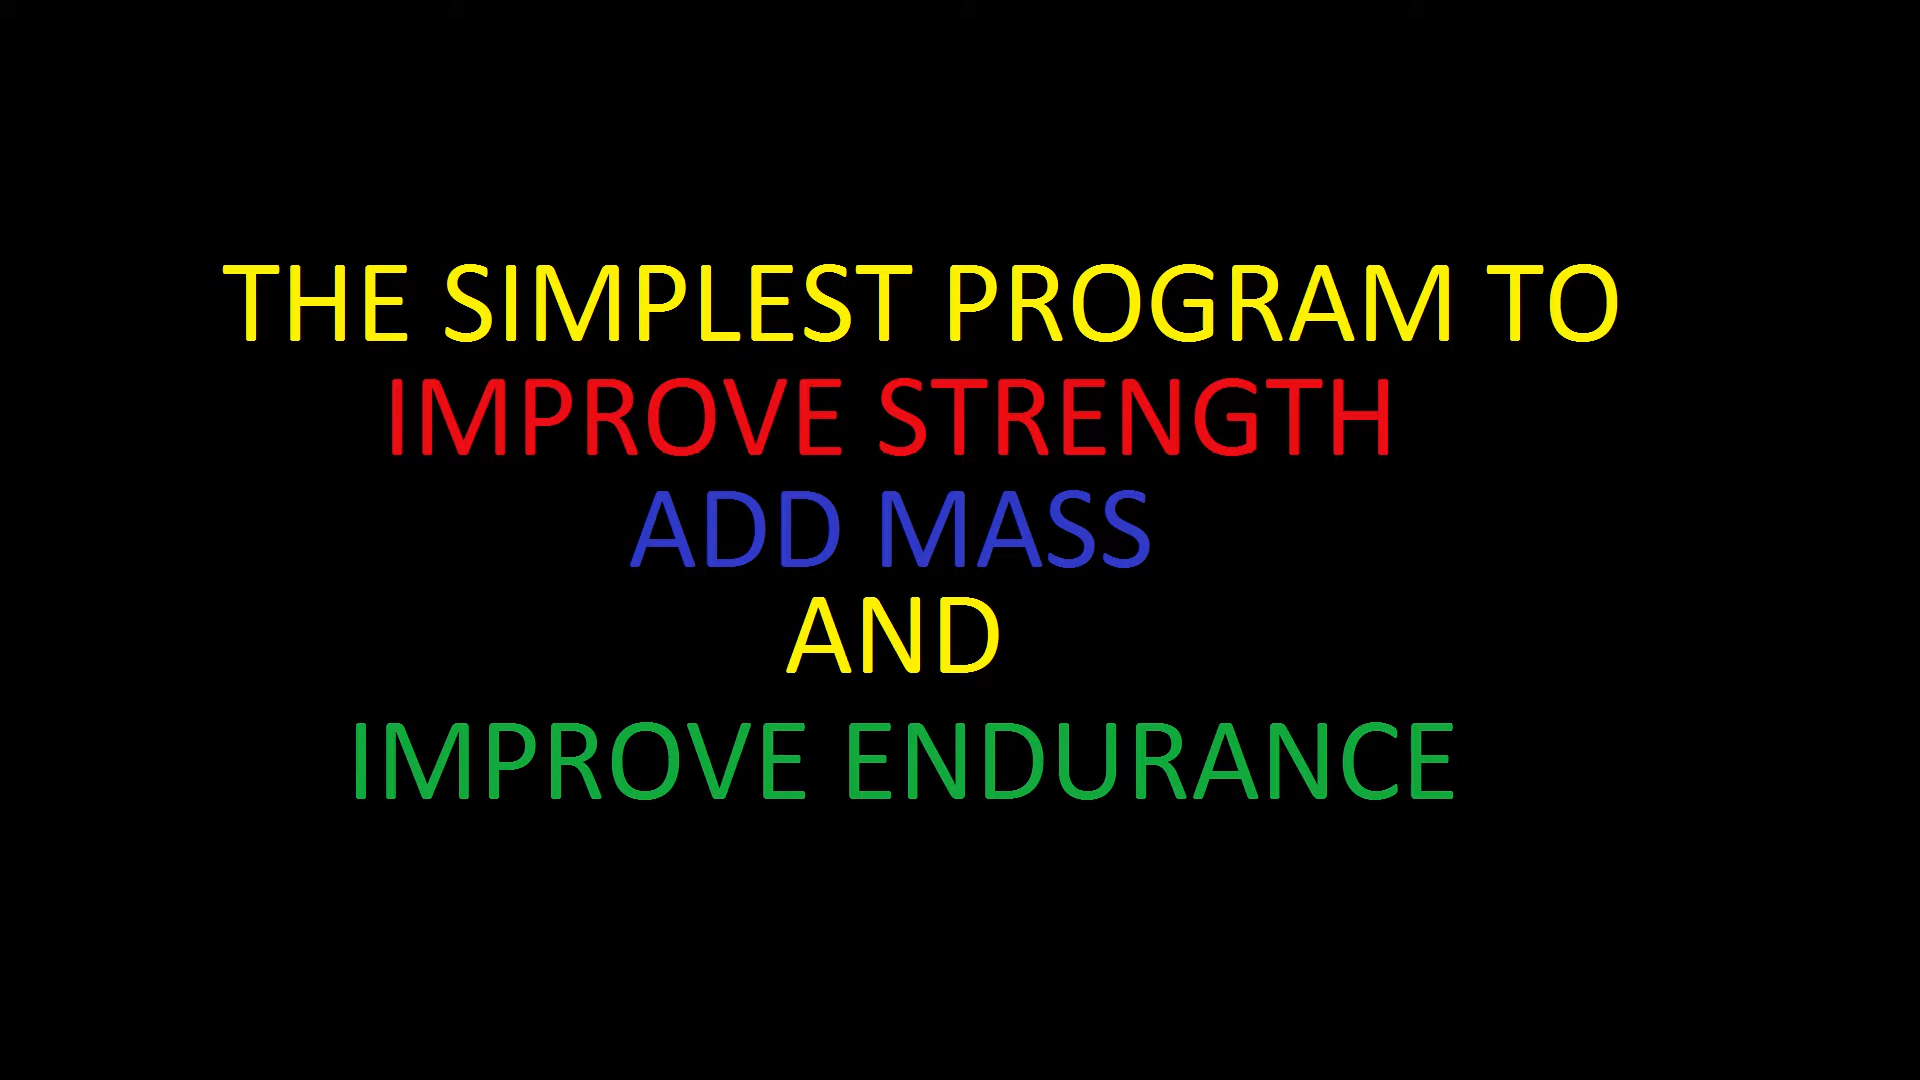 THE SIMPLEST PROGRAM TO
IMPROVE STRENGTH
ADD MASS
AND
IMPROVE ENDURANCE